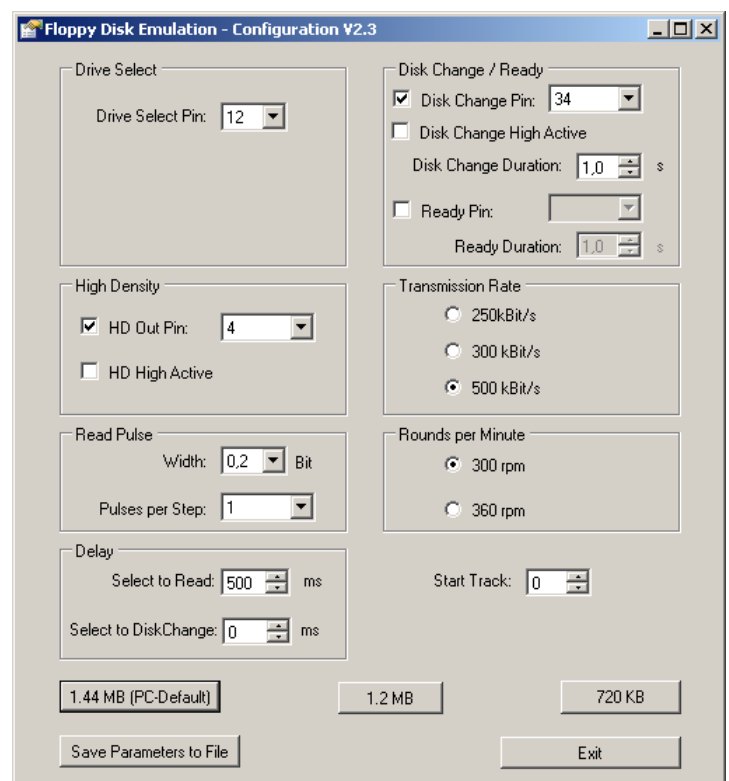 Floppy Disk Emulation - Configuration V2.3
Drive Select
Drive Select Pin: 12
Disk Change / Ready
Disk Change Pin: 34
Disk Change High Active
Disk Change Duration: 1,0 s
Ready Pin:
Ready Duration: 1,0 s
High Density
HD Out Pin: 4
HD High Active
Transmission Rate
250kBit/s
300 kBit/s
500 kBit/s
Read Pulse
Width: 0,2 Bit
Pulses per Step: 1
Rounds per Minute
300 rpm
360 rpm
Delay
Select to Read: 500 ms
Select to DiskChange: 0 ms
Start Track: 0
1.44 MB (PC-Default)
1.2 MB
720 KB
Save Parameters to File
Exit